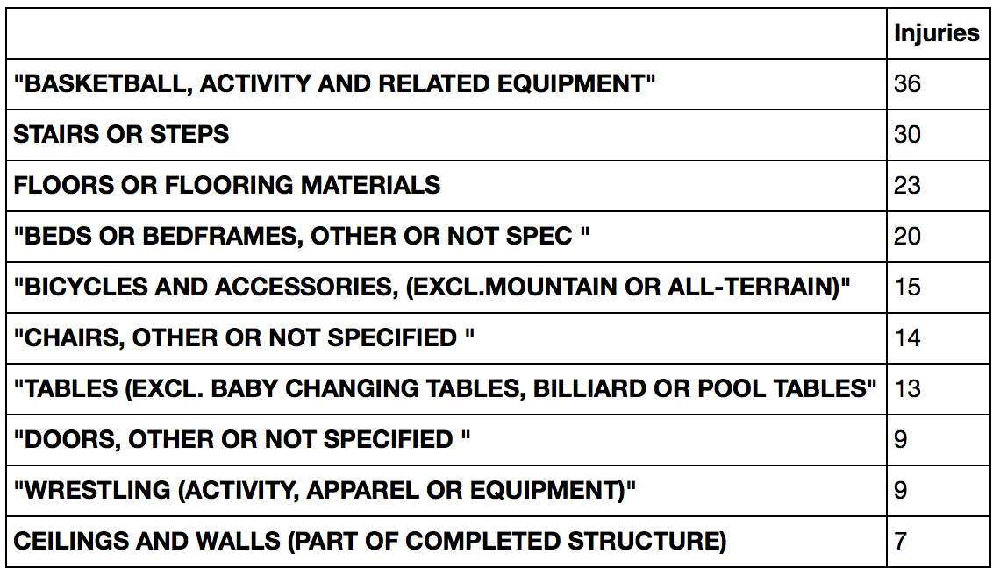 Injuries
"BASKETBALL, ACTIVITY AND RELATED EQUIPMENT" 36
STAIRS OR STEPS 30
FLOORS OR FLOORING MATERIALS 23
"BEDS OR BEDFRAMES, OTHER OR NOT SPEC " 20
"BICYCLES AND ACCESSORIES, (EXCL.MOUNTAIN OR ALL-TERRAIN)" 15
"CHAIRS, OTHER OR NOT SPECIFIED " 14
"TABLES (EXCL. BABY CHANGING TABLES, BILLIARD OR POOL TABLES" 13
"DOORS, OTHER OR NOT SPECIFIED " 9
"WRESTLING (ACTIVITY, APPAREL OR EQUIPMENT)" 9
CEILINGS AND WALLS (PART OF COMPLETED STRUCTURE) 7